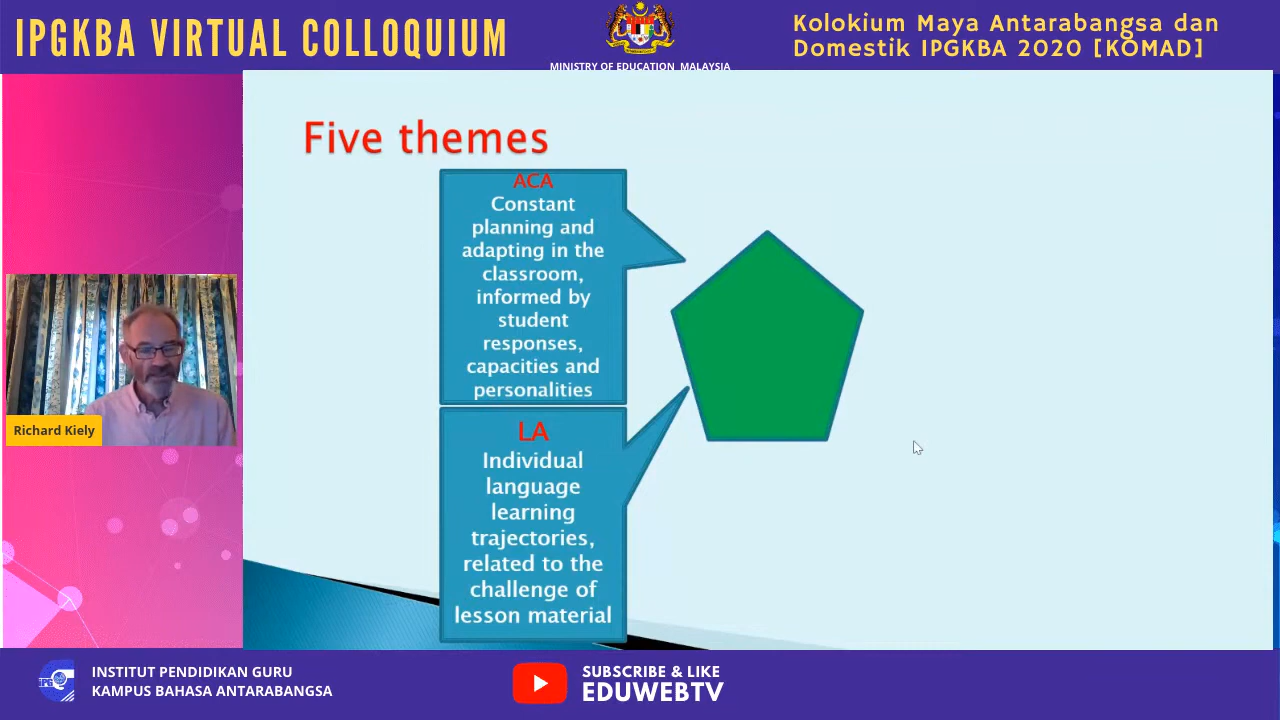 IPGKBA VIRTUAL COLLOQUIUM
MINISTRY OF EDUCATION MALAYSIA
Kolokium Maya Antarabangsa dan
Domestik IPGKBA 2020 [KOMAD]
Five themes
ACA
Constant
planning and
adapting in the
classroom,
informed by
student
responses,
capacities and
personalities
LA
Individual
language
learning
trajectories,
related to the
challenge of
lesson material
Richard Kiely
INSTITUT PENDIDIKAN GURU
KAMPUS BAHASA ANTARABANGSA
SUBSCRIBE & LIKE
EDUWEBTV